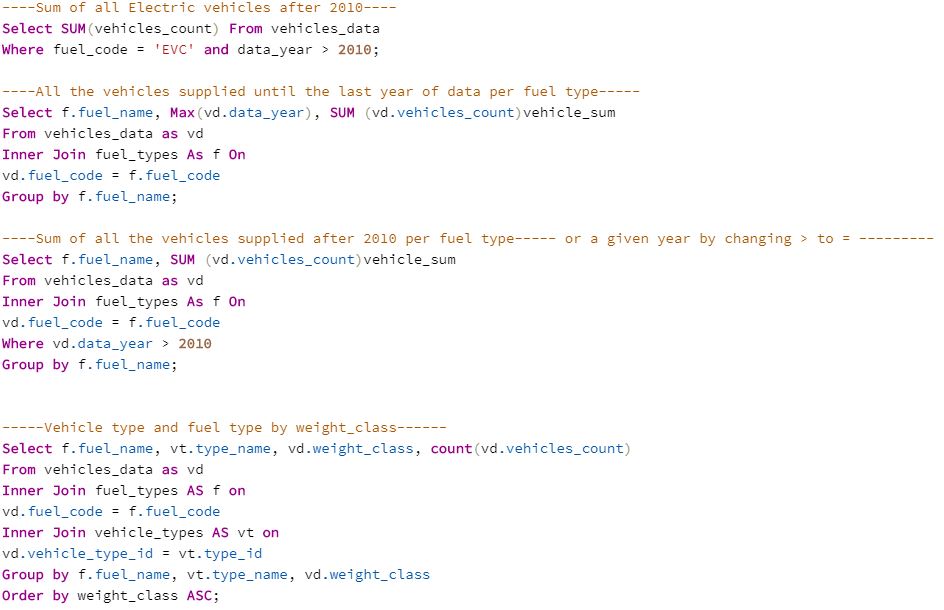 ----Sum of all Electric vehicles after 2010----
Select SUM(vehicles_count) From vehicles_data
Where fuel_code = 'EVC' and data_year > 2010;
----All the vehicles supplied until the last year of data per fuel type-----
Select f.fuel_name, Max(vd.data_year), SUM (vd.vehicles_count)vehicle_sum
From vehicles_data as vd
Inner Join fuel_types As f On
vd.fuel_code = f.fuel_code
Group by f.fuel_name;
----Sum of all the vehicles supplied after 2010 per fuel type----- or a given year by changing > to = ---------
Select f.fuel_name, SUM (vd.vehicles_count)vehicle_sum
From vehicles_data as vd
Inner Join fuel_types As f On
vd.fuel_code = f.fuel_code
Where vd.data_year > 2010
Group by f.fuel_name;
-----Vehicle type and fuel type by weight_class------
Select f.fuel_name, vt.type_name, vd.weight_class, count(vd.vehicles_count)
From vehicles_data as vd
Inner Join fuel_types AS f on
vd.fuel_code = f.fuel_code
Inner Join vehicle_types AS vt on
vd.vehicle_type_id = vt.type_id
Group by f.fuel_name, vt.type_name, vd.weight_class
Order by weight_class ASC;